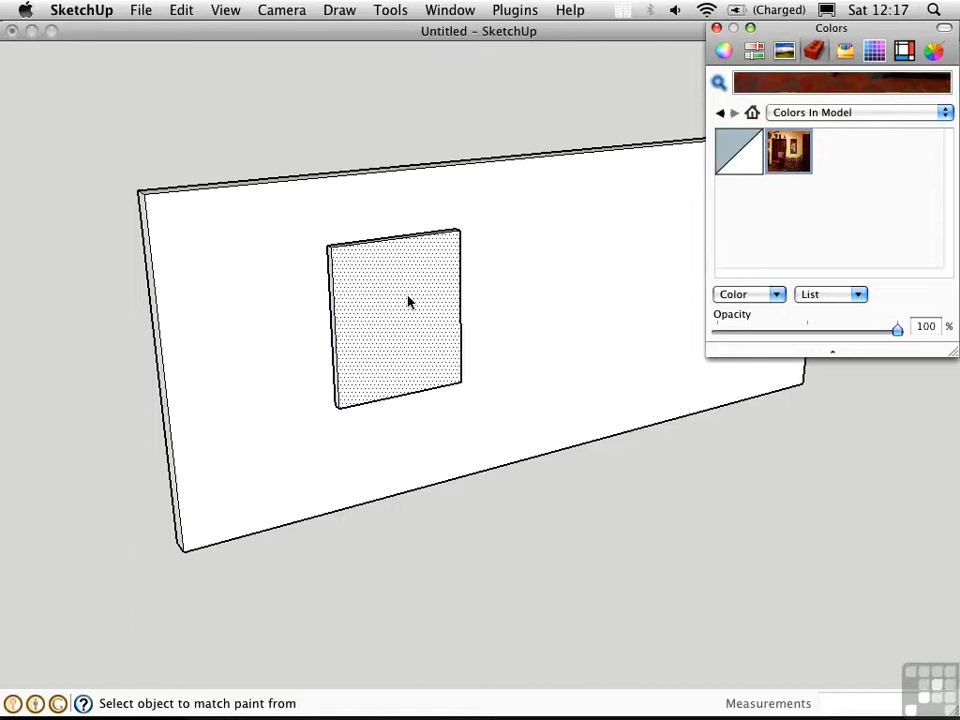 SketchUp File Edit View Camera Draw Tools Window Plugins Help (Charged) Sat 12:17
Untitled - SketchUp
Colors
Colors In Model
Color List
Opacity
100 %
Select object to match paint from
Measurements